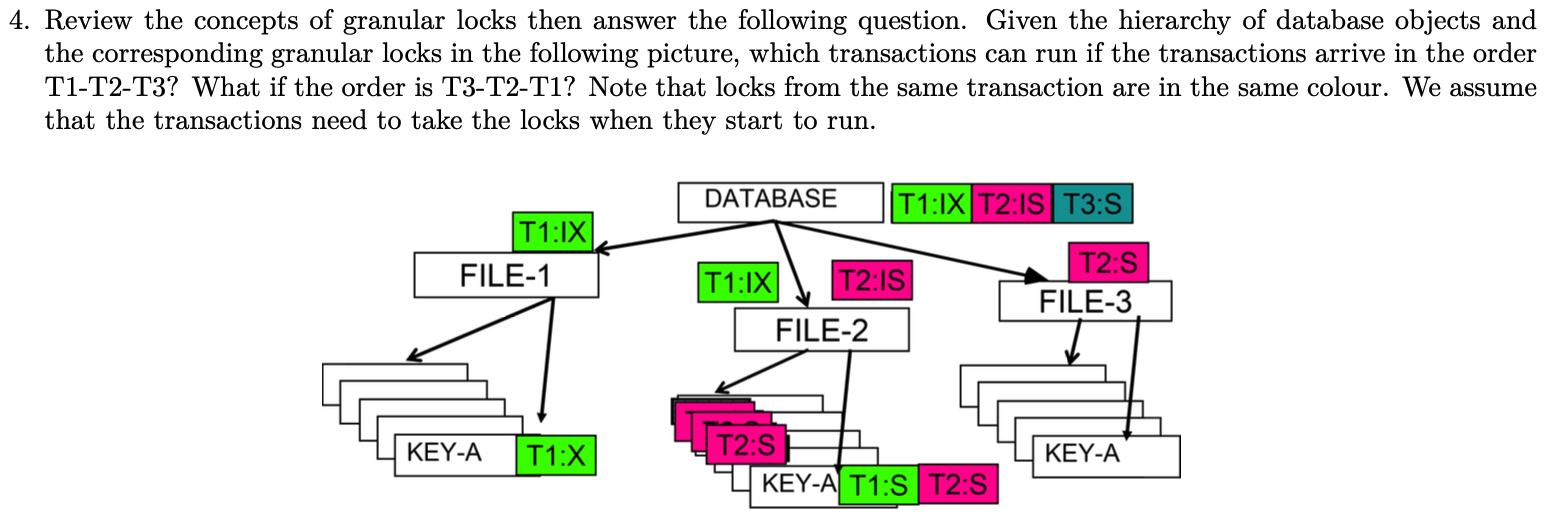 4. Review the concepts of granular locks then answer the following question. Given the hierarchy of database objects and
the corresponding granular locks in the following picture, which transactions can run if the transactions arrive in the order
T1-T2-T3? What if the order is T3-T2-T1? Note that locks from the same transaction are in the same colour. We assume
that the transactions need to take the locks when they start to run.
DATABASE T1:IX T2:IS T3:S
T1:IX
FILE-1
T1:IX T2:IS
FILE-2
T2:S
FILE-3
KEY-A T1:X
T2:S
KEY-A T1:S T2:S
KEY-A